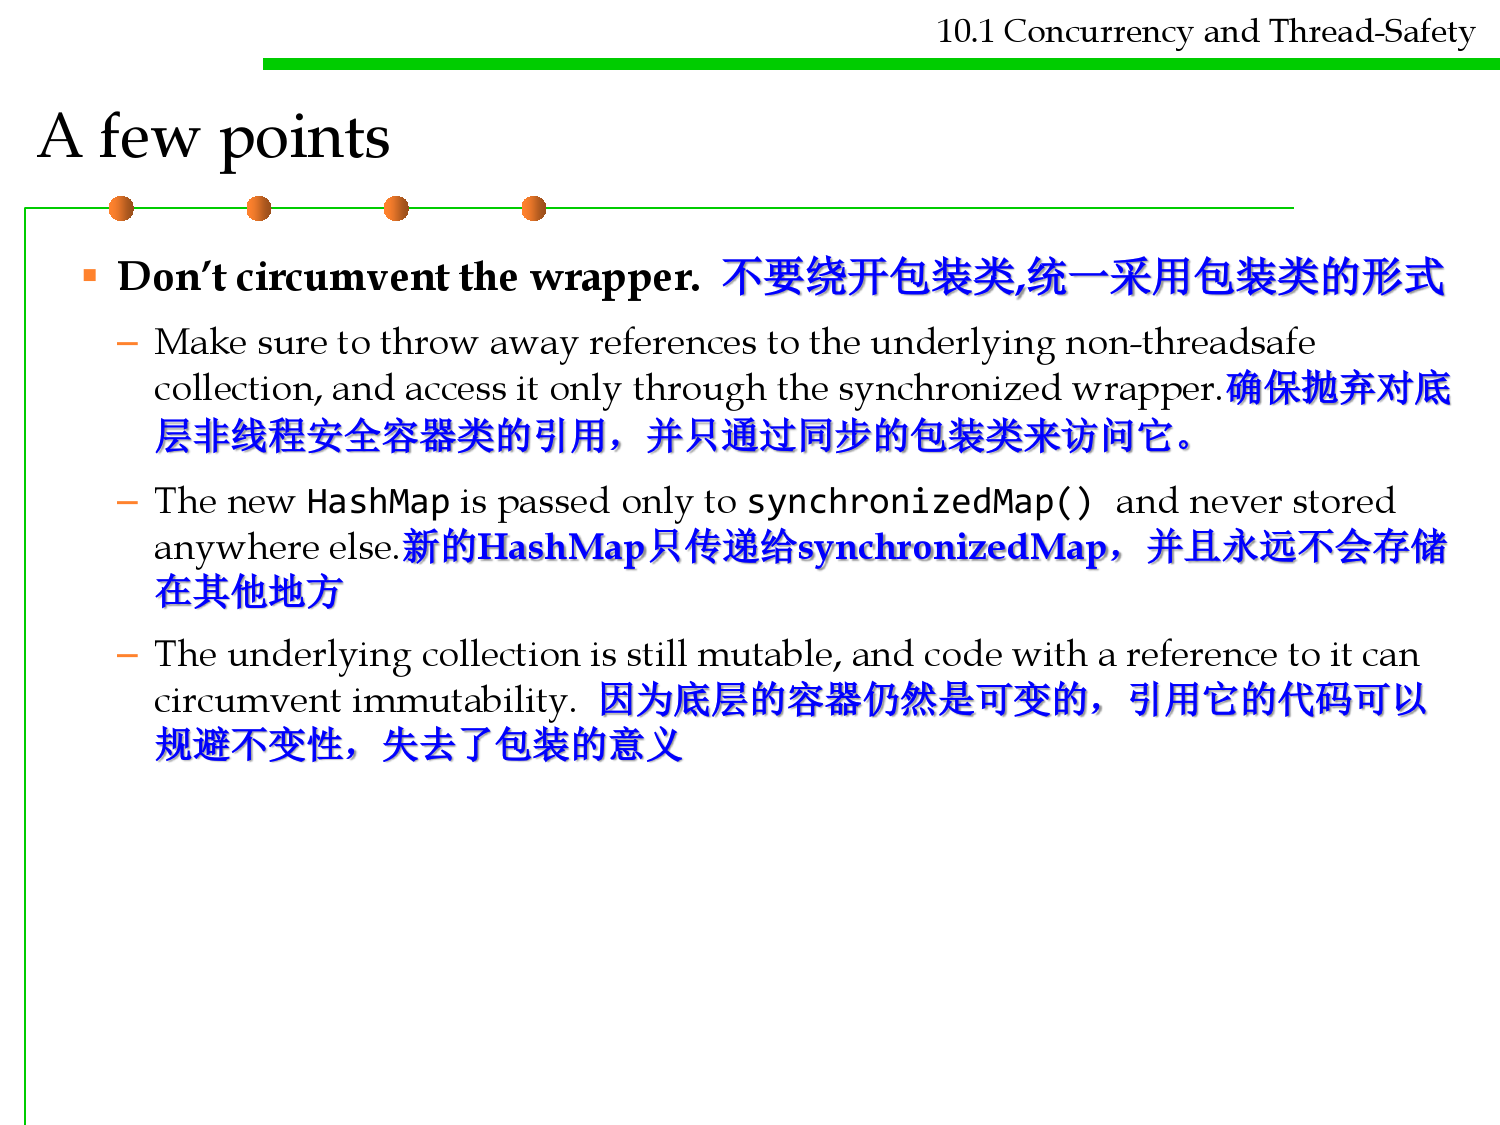 10.1 Concurrency and Thread-Safety
A few points
▪ Don’t circumvent the wrapper. 不要绕开包装类,统一采用包装类的形式
– Make sure to throw away references to the underlying non-threadsafe
collection, and access it only through the synchronized wrapper.确保抛弃对底
层非线程安全容器类的引用，并只通过同步的包装类来访问它。
– The new HashMap is passed only to synchronizedMap() and never stored
anywhere else.新的HashMap只传递给synchronizedMap，并且永远不会存储
在其他地方
– The underlying collection is still mutable, and code with a reference to it can
circumvent immutability. 因为底层的容器仍然是可变的，引用它的代码可以
规避不变性，失去了包装的意义